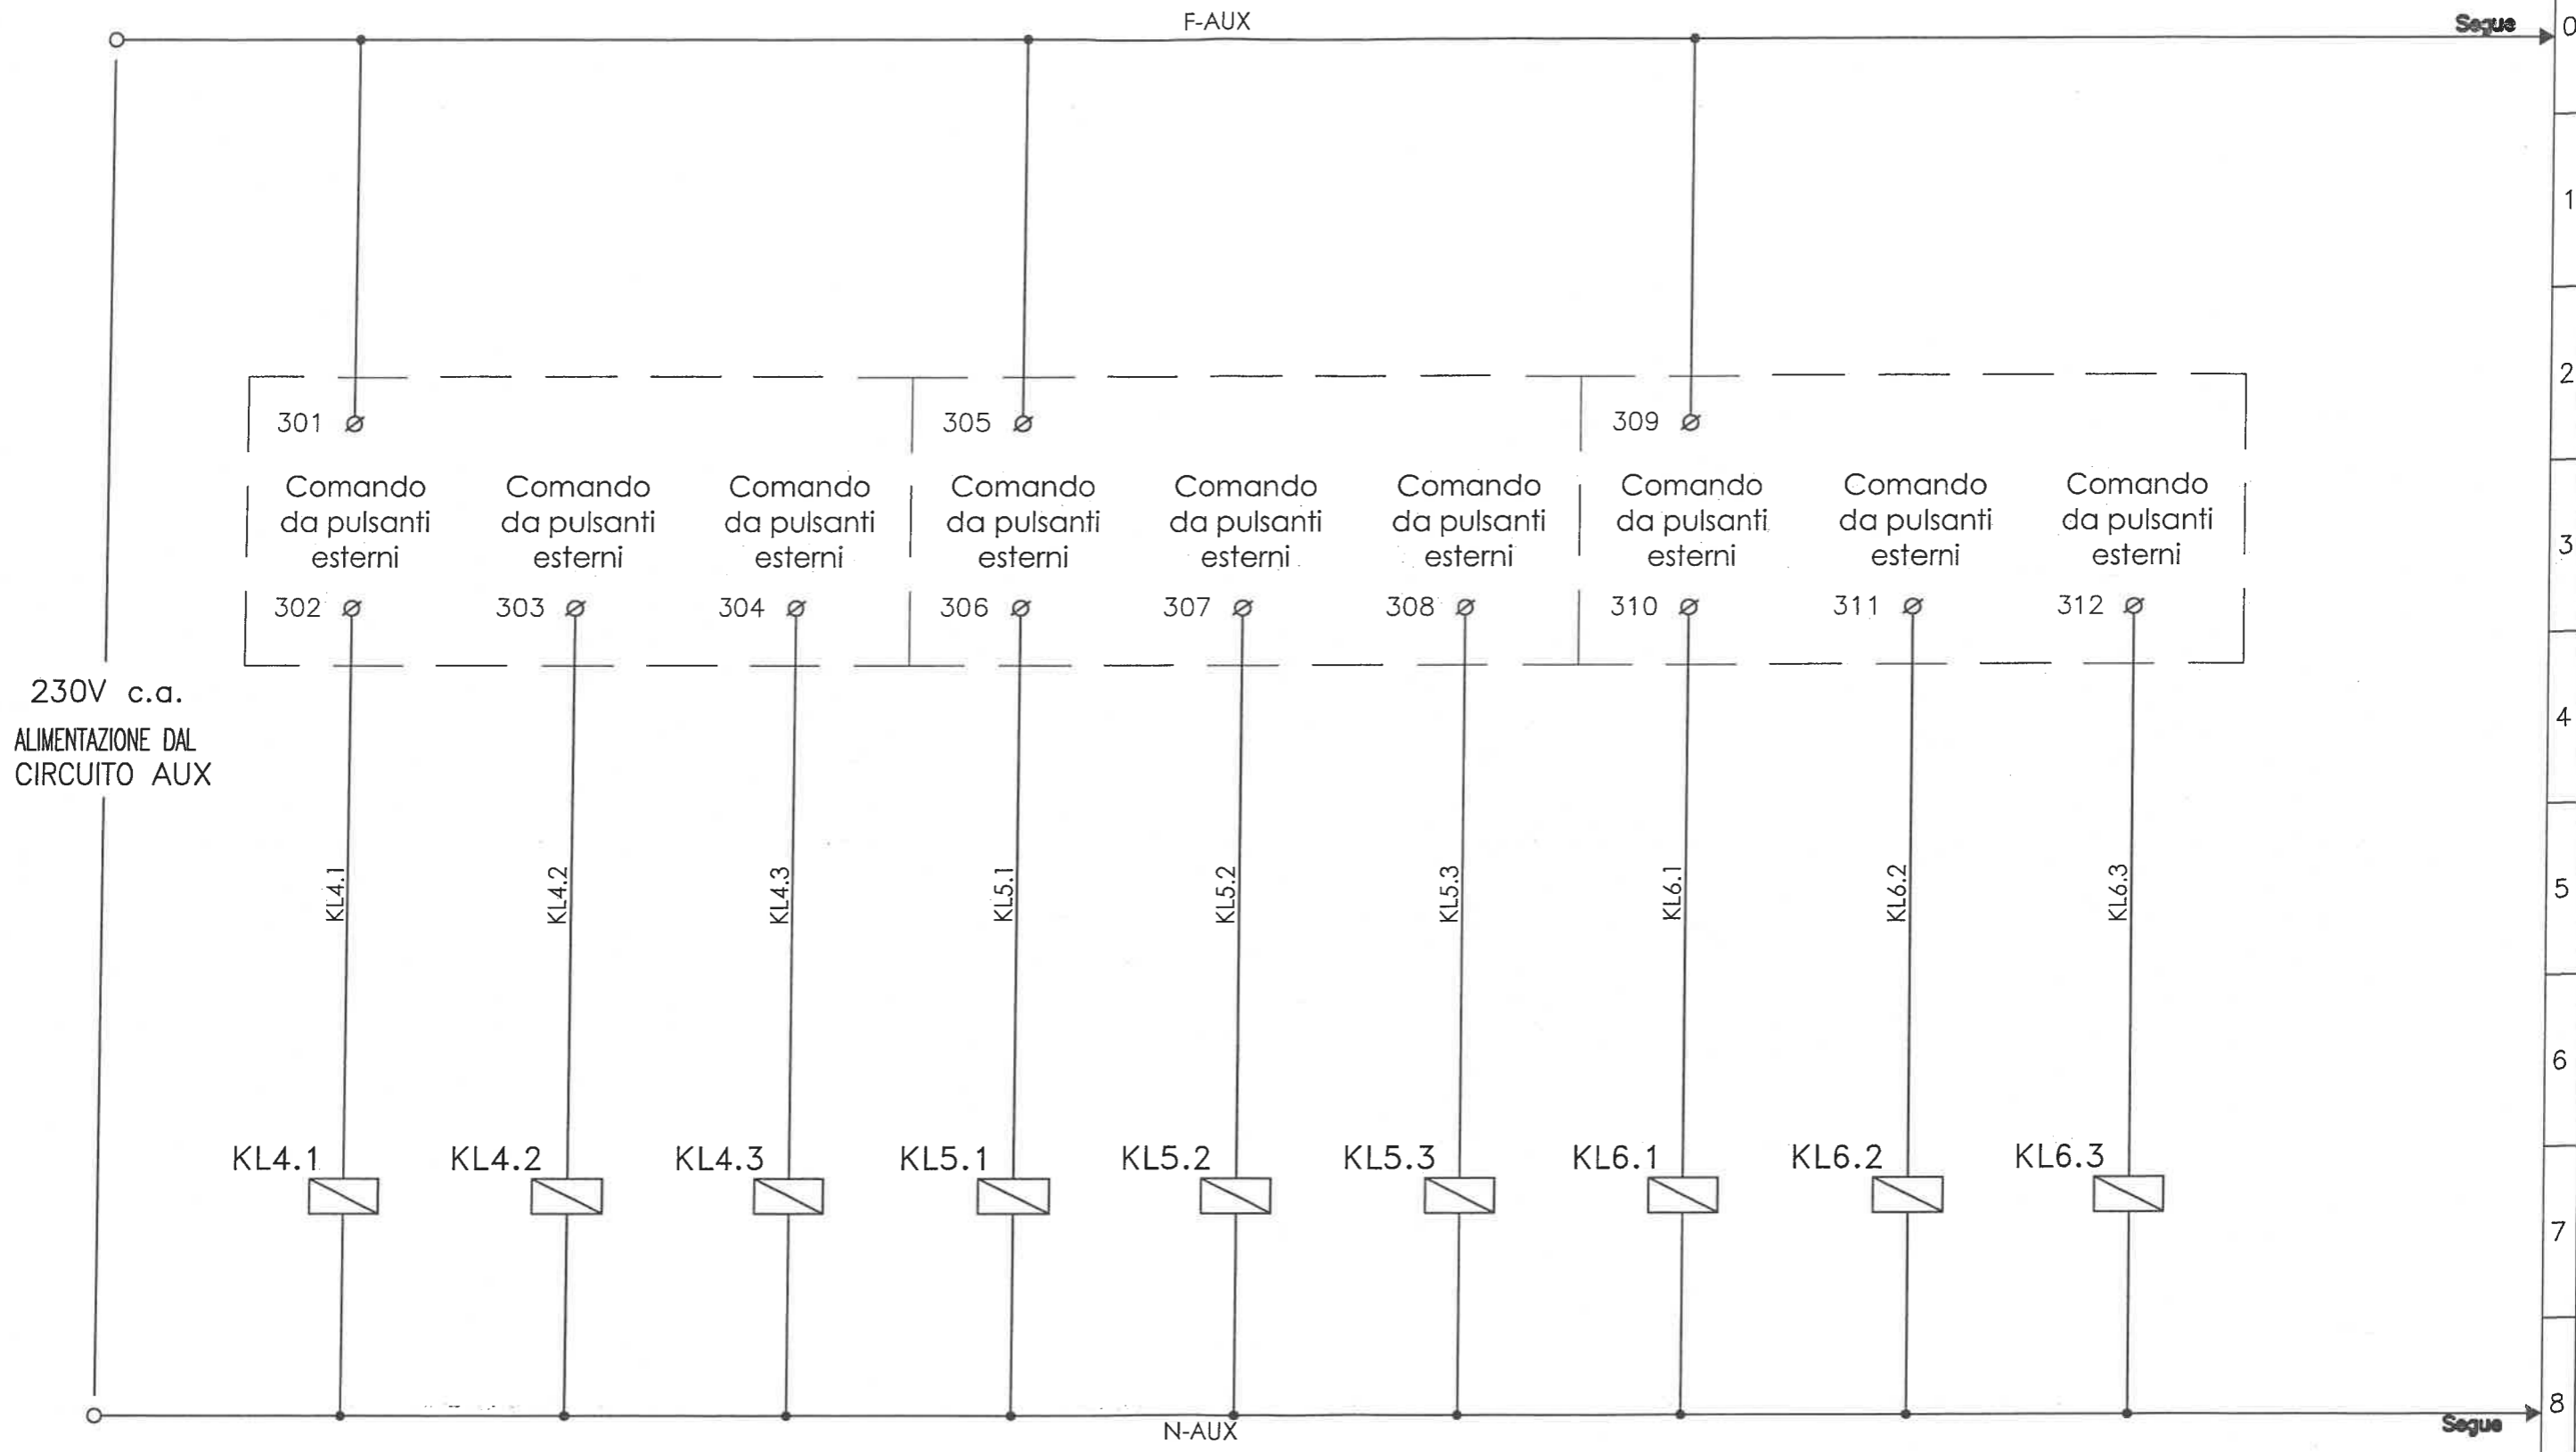 F-AUX
Segue
0
1
2
301
305
309
Comando
da pulsanti
esterni
Comando
da pulsanti
esterni
Comando
da pulsanti
esterni
Comando
da pulsanti
esterni
Comando
da pulsanti
esterni
Comando
da pulsanti
esterni
Comando
da pulsanti
esterni
Comando
da pulsanti
esterni
Comando
da pulsanti
esterni
3
302
303
304
306
307
308
310
311
312
230V c.a.
ALIMENTAZIONE DAL
CIRCUITO AUX
4
KL4.1
KL4.2
KL4.3
KL5.1
KL5.2
KL5.3
KL6.1
KL6.2
KL6.3
5
6
KL4.1
KL4.2
KL4.3
KL5.1
KL5.2
KL5.3
KL6.1
KL6.2
KL6.3
7
8
N-AUX
Segue